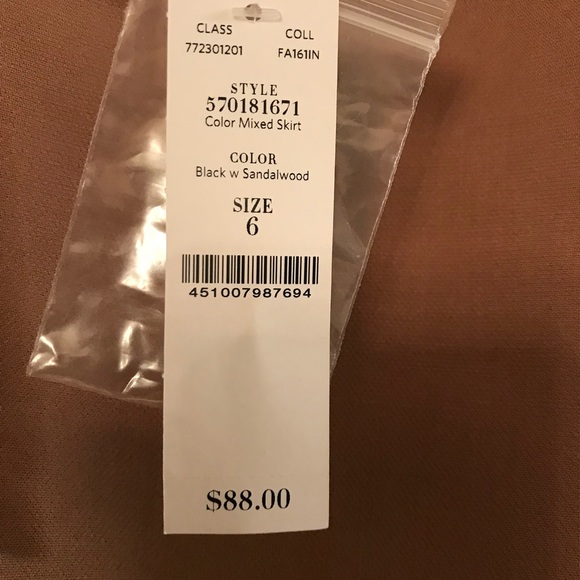 CLASS COLL
772301201 FA161IN
STYLE
570181671
Color Mixed Skirt
COLOR
Black w Sandalwood
SIZE
6
451007987694
$88.00